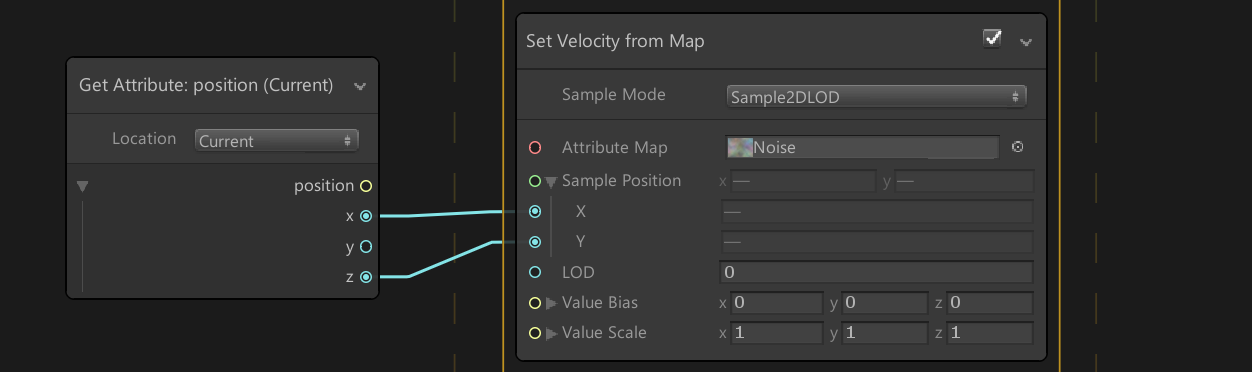 Get Attribute: position (Current)
Location Current
position
x
y
z
Set Velocity from Map
Sample Mode Sample2DLOD
Attribute Map Noise
Sample Position x — y —
X —
Y —
LOD 0
Value Bias x 0 y 0 z 0
Value Scale x 1 y 1 z 1